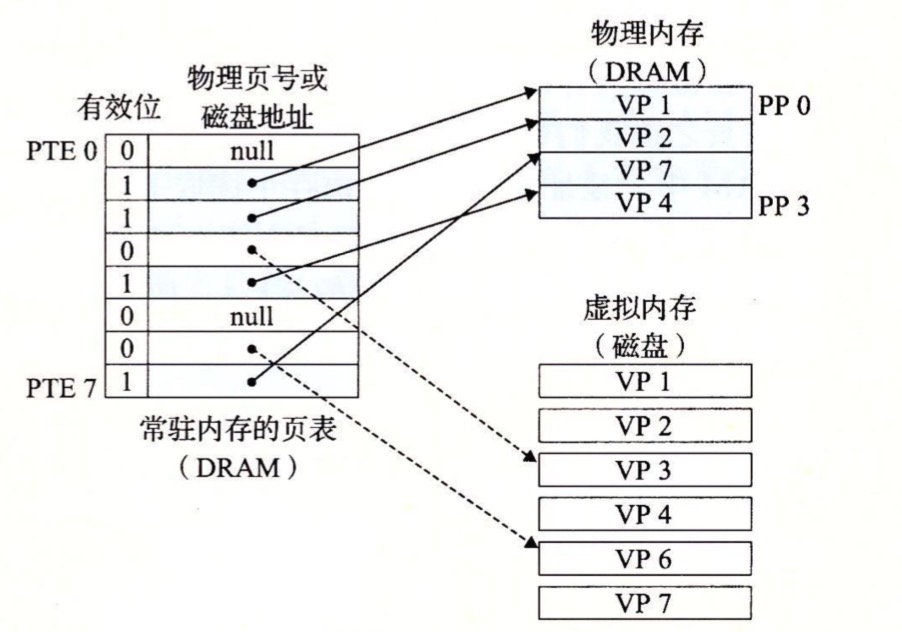 物理页号或
磁盘地址
有效位
PTE 0 0 null
1
1
0
1
0 null
0
PTE 7 1
常驻内存的页表
（DRAM）
物理内存
（DRAM）
VP 1 PP 0
VP 2
VP 7
VP 4 PP 3
虚拟内存
（磁盘）
VP 1
VP 2
VP 3
VP 4
VP 6
VP 7